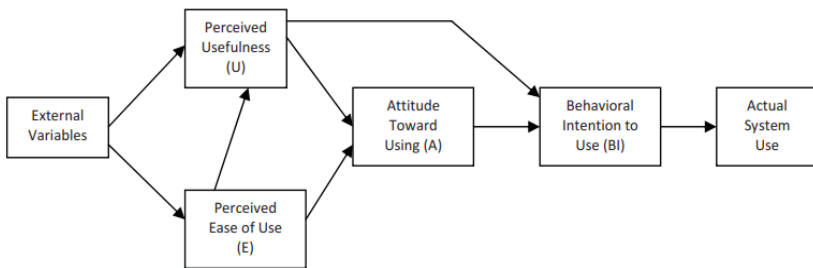 Perceived
Usefulness
(U)
External
Variables
Perceived
Ease of Use
(E)
Attitude
Toward
Using (A)
Behavioral
Intention to
Use (BI)
Actual
System
Use